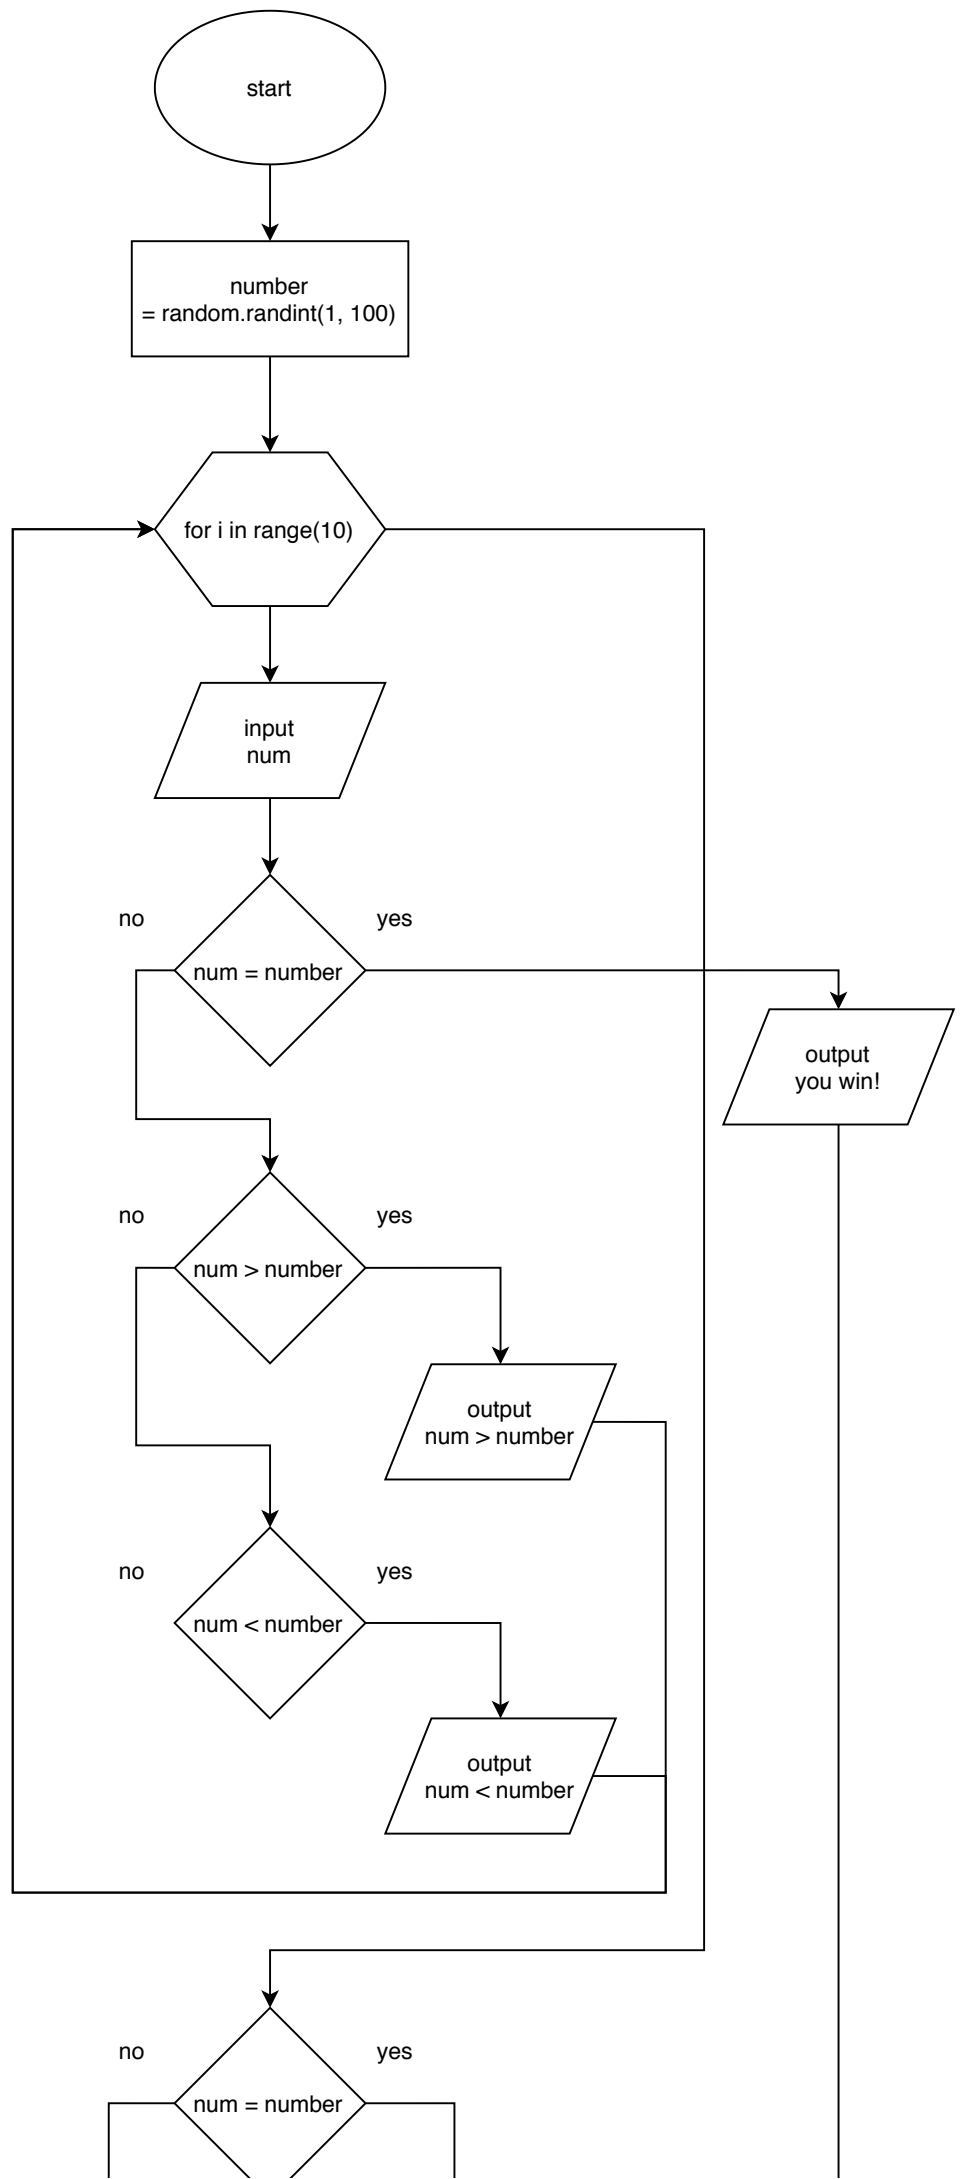 start
number
= random.randint(1, 100)
for i in range(10)
input
num
no
yes
num = number
output
you win!
no
yes
num > number
output
num > number
no
yes
num < number
output
num < number
no
yes
num = number